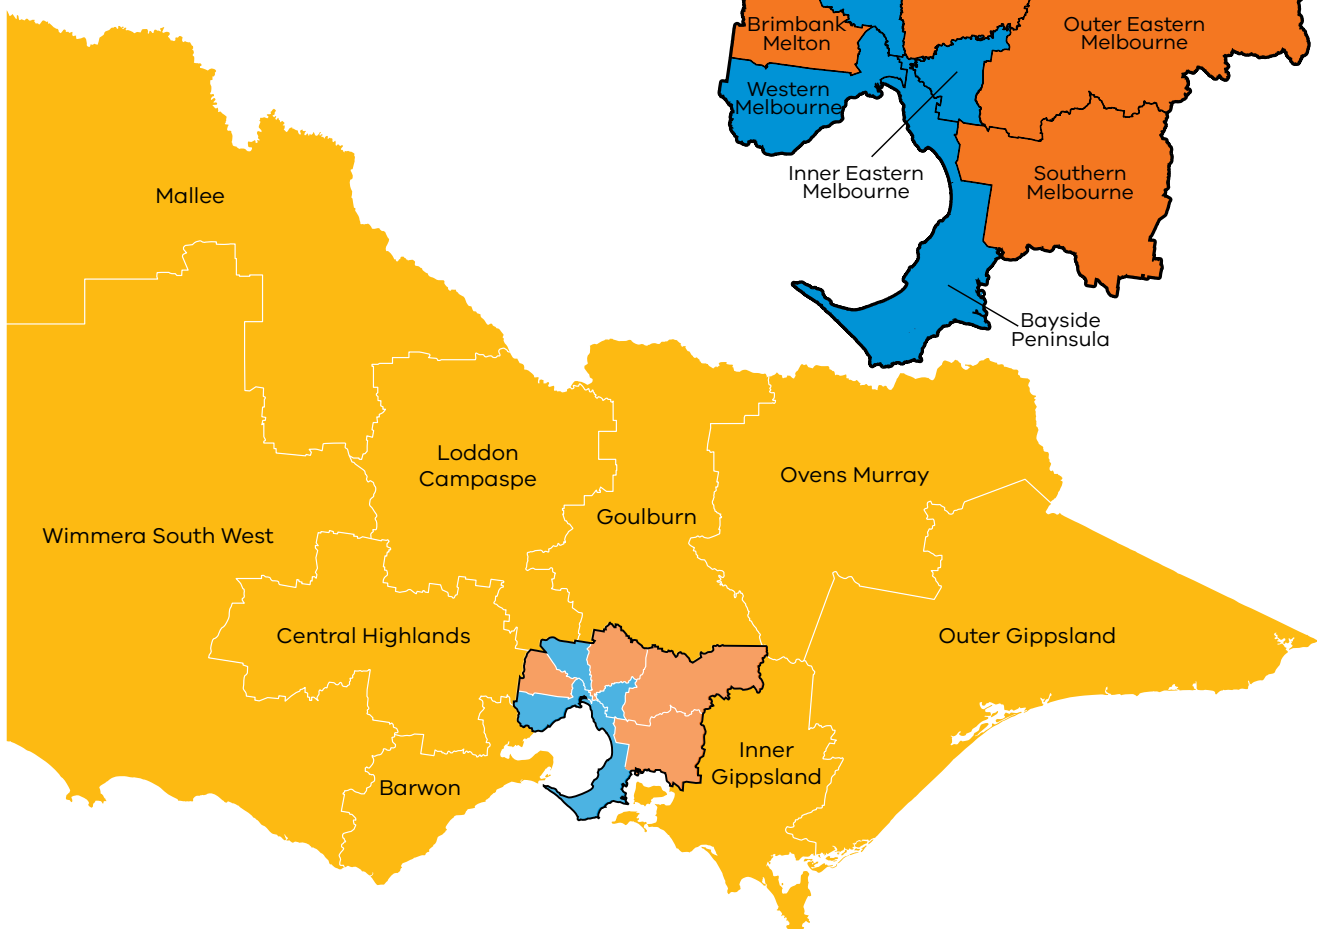 Brimbank
Melton
Outer Eastern
Melbourne
Western
Melbourne
Inner Eastern
Melbourne
Southern
Melbourne
Mallee
Bayside
Peninsula
Loddon
Campaspe
Ovens Murray
Goulburn
Wimmera South West
Central Highlands
Outer Gippsland
Inner
Gippsland
Barwon